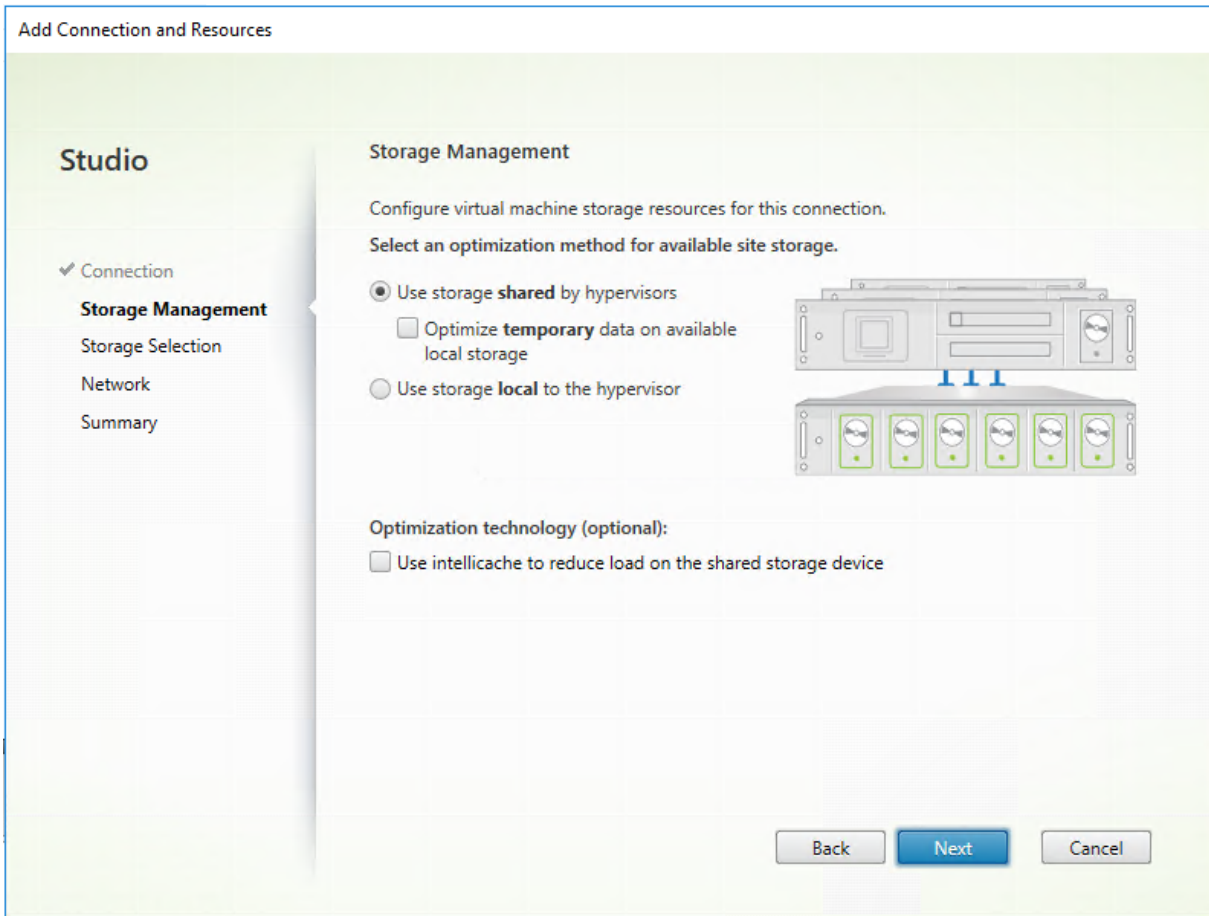 Add Connection and Resources
Studio
Connection
Storage Management
Storage Selection
Network
Summary
Storage Management
Configure virtual machine storage resources for this connection.
Select an optimization method for available site storage.
Use storage shared by hypervisors
Optimize temporary data on available
local storage
Use storage local to the hypervisor
Optimization technology (optional):
Use intellicache to reduce load on the shared storage device
Back
Next
Cancel